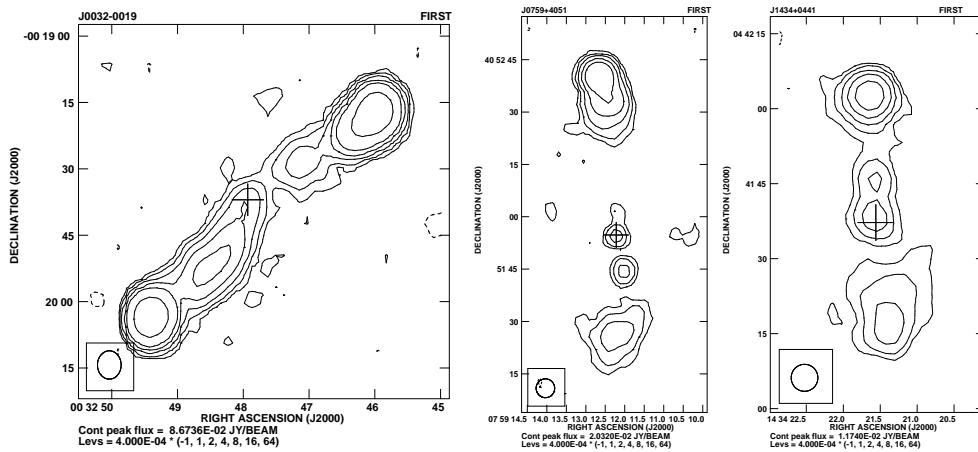 J0032-0019 FIRST
-00 19 00
15
30
45
20 00
15
DECLINATION (J2000)
00 32 50 49 48 47 46 45
RIGHT ASCENSION (J2000)
Cont peak flux = 8.6736E-02 JY/BEAM
Levs = 4.000E-04 * (-1, 1, 2, 4, 8, 16, 64)
J0759+4051 FIRST
40 52 45
30
15
00
51 45
30
15
DECLINATION (J2000)
07 59 14.5 14.0 13.5 13.0 12.5 12.0 11.5 11.0 10.5 10.0
RIGHT ASCENSION (J2000)
Cont peak flux = 2.0320E-02 JY/BEAM
Levs = 4.000E-04 * (-1, 1, 2, 4, 8, 16, 64)
J1434+0441 FIRST
04 42 15
00
41 45
30
15
00
DECLINATION (J2000)
14 34 22.5 22.0 21.5 21.0 20.5
RIGHT ASCENSION (J2000)
Cont peak flux = 1.1740E-02 JY/BEAM
Levs = 4.000E-04 * (-1, 1, 2, 4, 8, 16, 64)